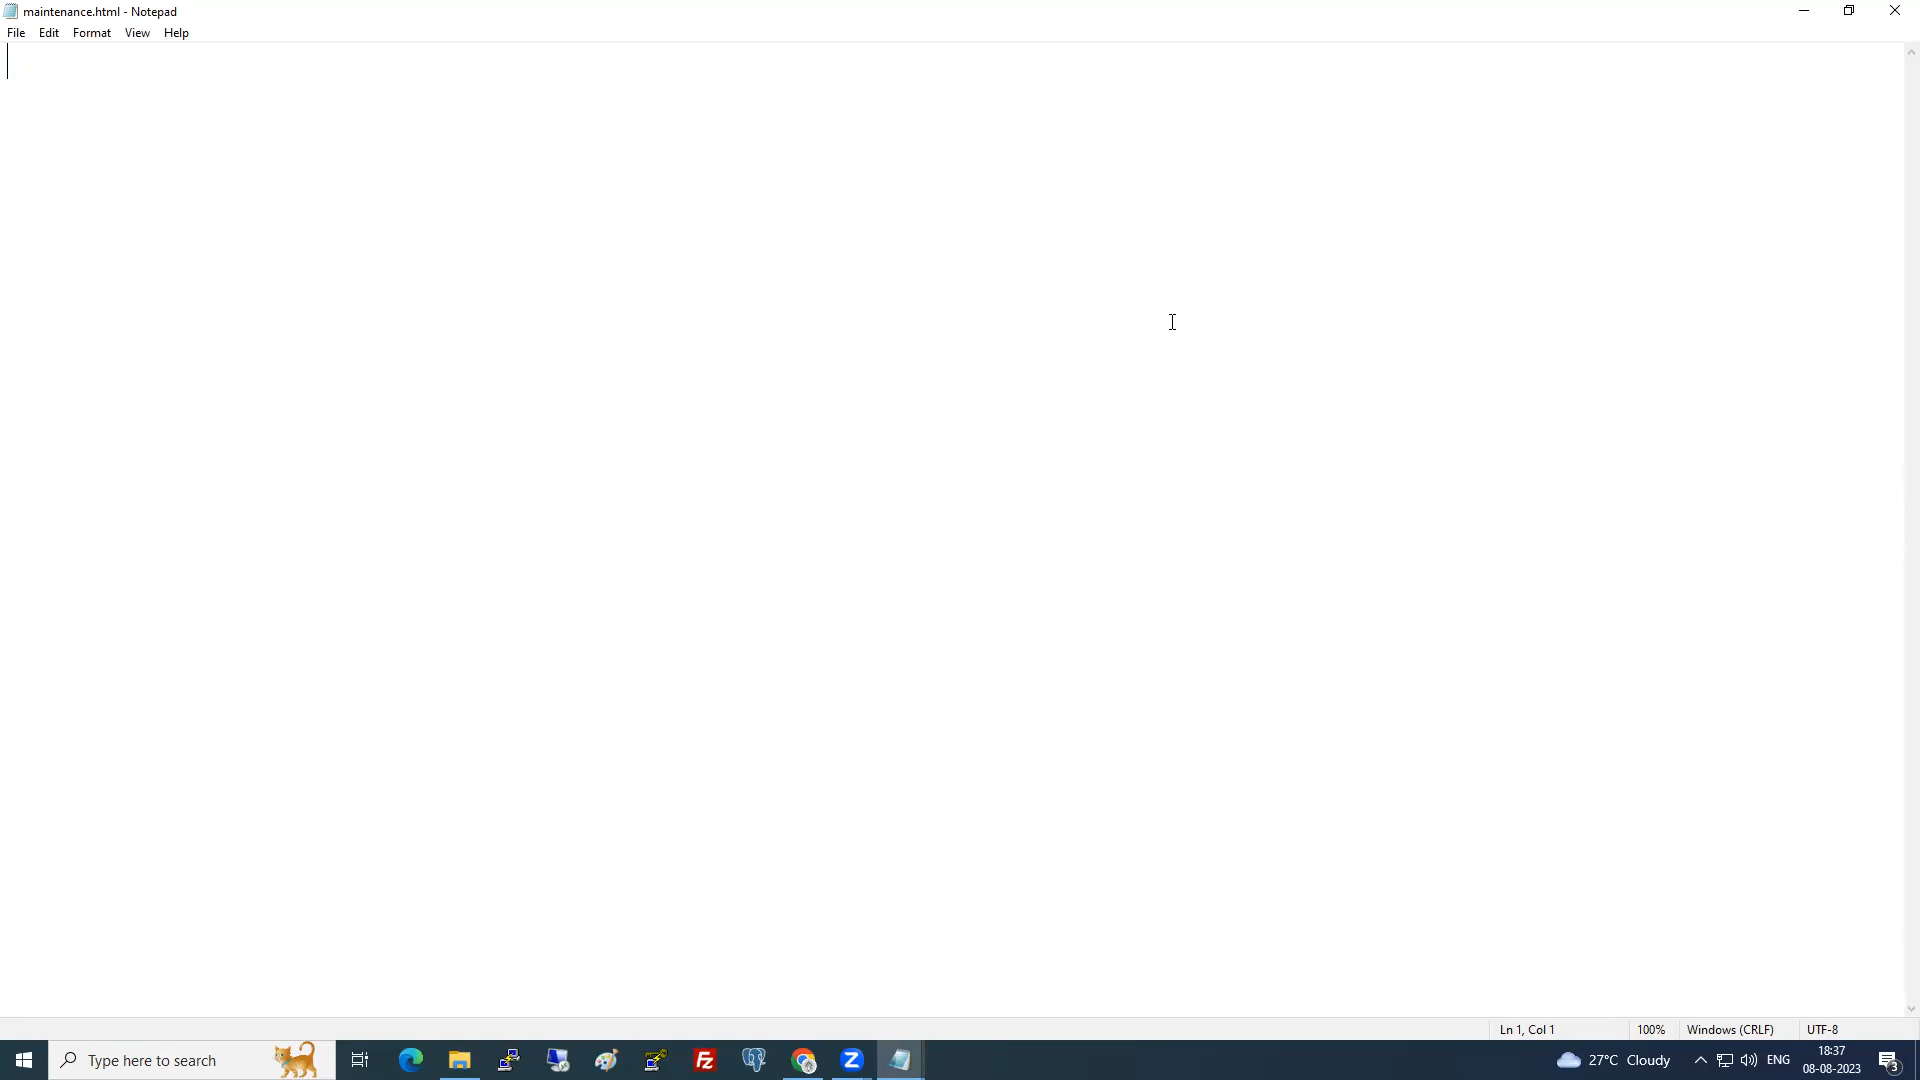 maintenance.html - Notepad
File Edit Format View Help
Ln 1, Col 1 100% Windows (CRLF) UTF-8
Type here to search
27°C Cloudy ENG
18:37
08-08-2023
3